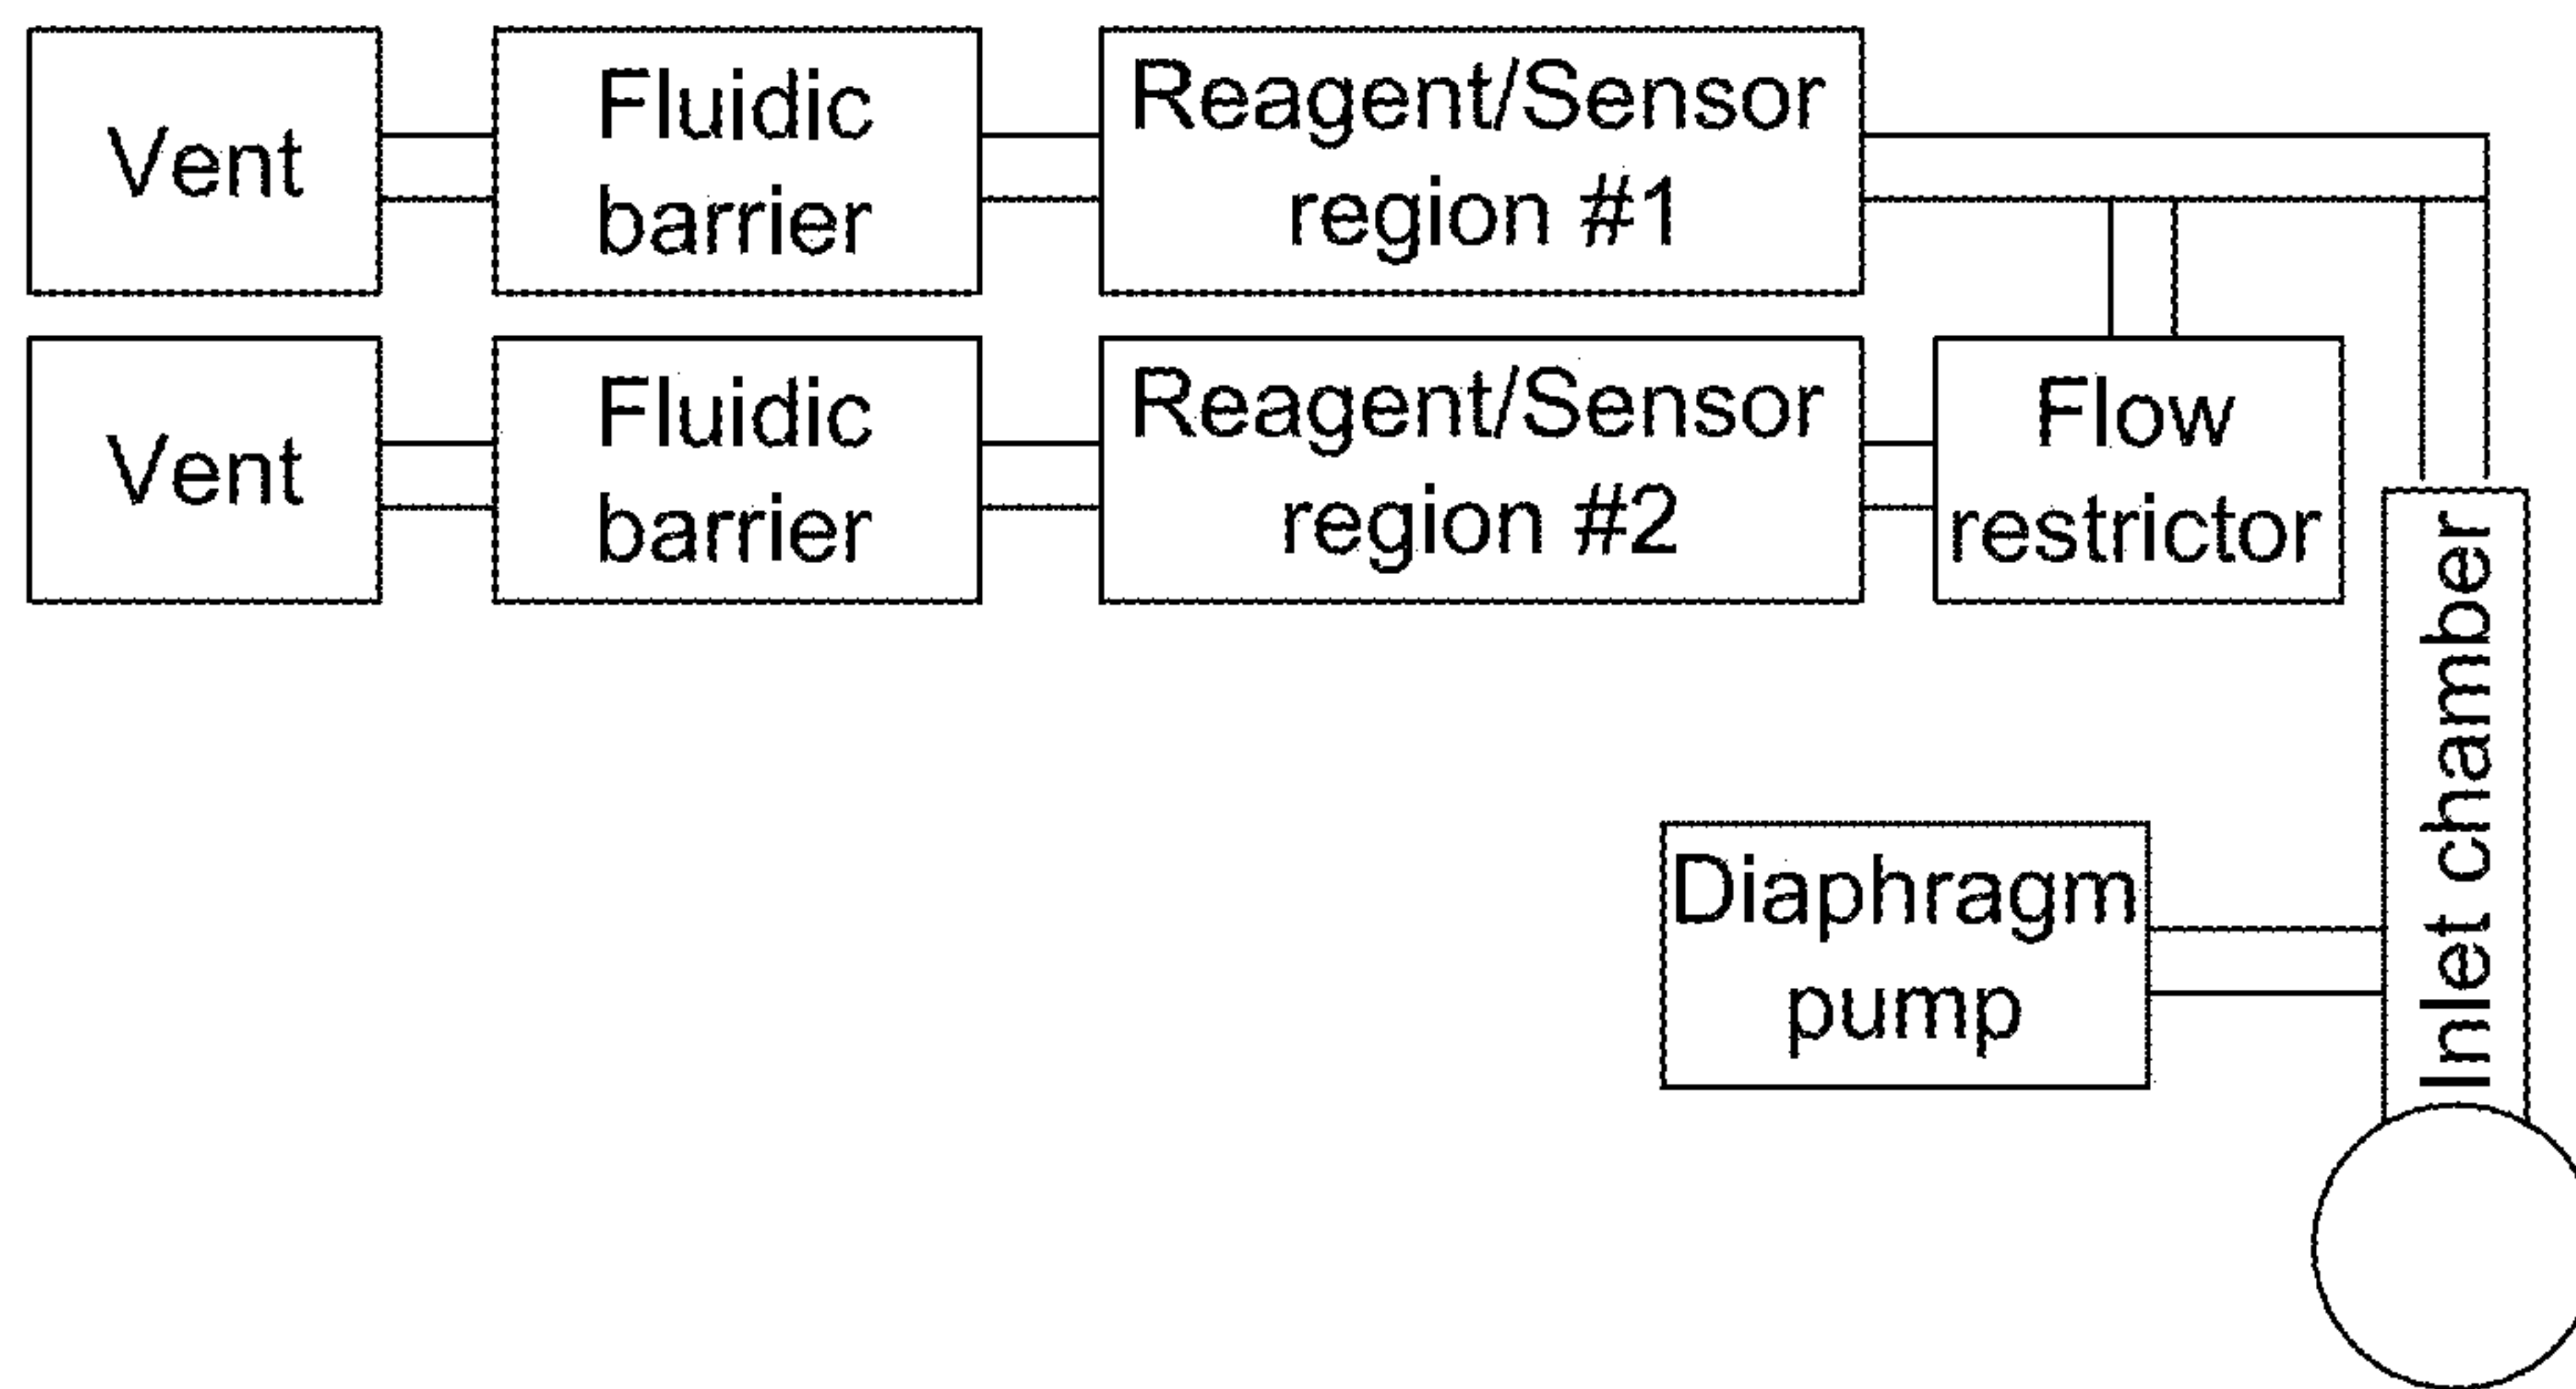 Vent
Fluidic
barrier
Reagent/Sensor
region #1
Vent
Fluidic
barrier
Reagent/Sensor
region #2
Flow
restrictor
Inlet chamber
Diaphragm
pump